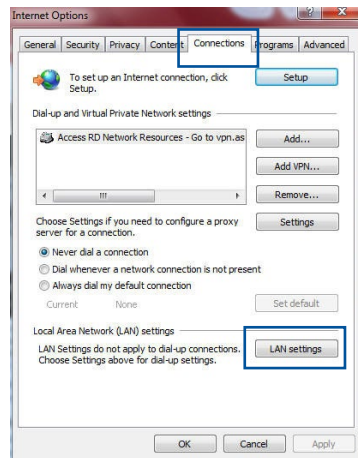 Internet Options
General Security Privacy Content Connections Programs Advanced
To set up an Internet connection, click Setup
Setup.
Dial-up and Virtual Private Network settings
Access RD Network Resources - Go to vpn.as Add...
Add VPN...
Remove...
Choose Settings if you need to configure a proxy Settings
server for a connection.
Never dial a connection
Dial whenever a network connection is not present
Always dial my default connection
Current None Set default
Local Area Network (LAN) settings
LAN Settings do not apply to dial-up connections. LAN settings
Choose Settings above for dial-up settings.
OK Cancel Apply